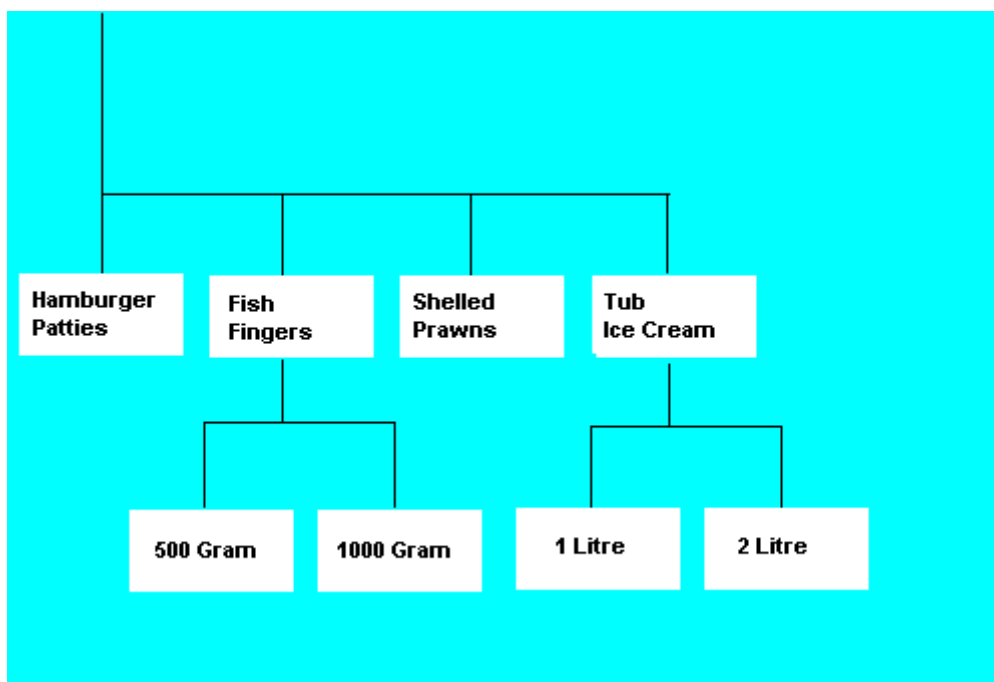 Hamburger
Patties
Fish
Fingers
Shelled
Prawns
Tub
Ice Cream
500 Gram
1000 Gram
1 Litre
2 Litre